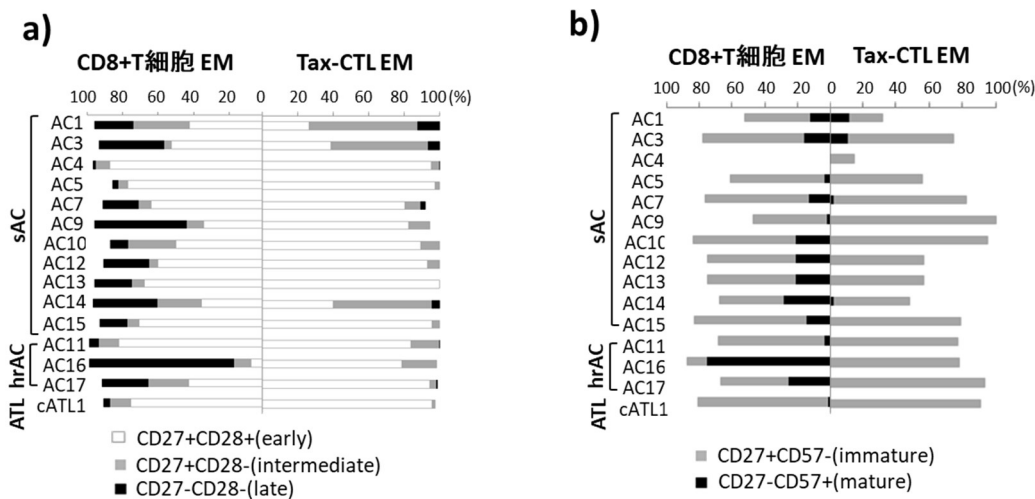 a)
CD8+T細胞 EM Tax-CTL EM
100 80 60 40 20 0 20 40 60 80 100(%)
AC1
AC3
AC4
AC5
AC7
AC9
AC10
AC12
AC13
AC14
AC15
AC11
AC16
AC17
cATL1
sAC
hrAC
ATL
CD27+CD28+(early)
CD27+CD28-(intermediate)
CD27-CD28-(late)
b)
CD8+T細胞 EM Tax-CTL EM
100 80 60 40 20 0 20 40 60 80 100(%)
AC1
AC3
AC4
AC5
AC7
AC9
AC10
AC12
AC13
AC14
AC15
AC11
AC16
AC17
cATL1
sAC
hrAC
ATL
CD27+CD57-(immature)
CD27-CD57+(mature)